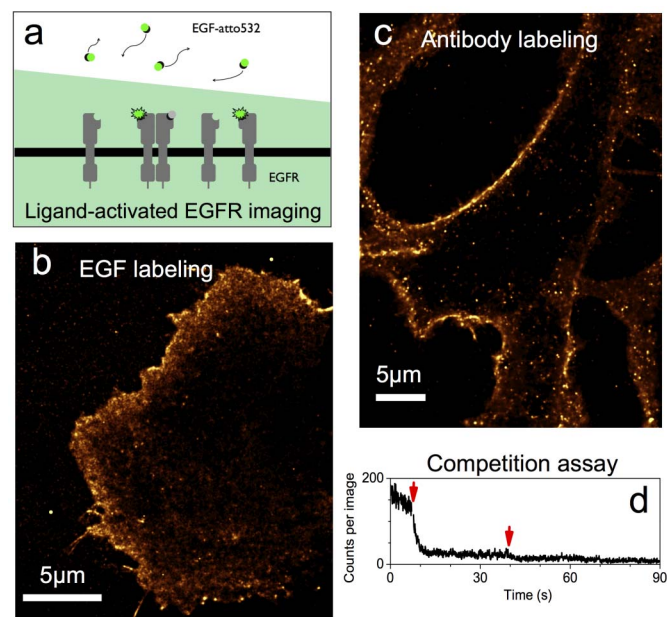 a
EGF-atto532
EGFR
Ligand-activated EGFR imaging
b
EGF labeling
5µm
c
Antibody labeling
5µm
Competition assay
d
200
0
Counts per image
0 30 60 90
Time (s)